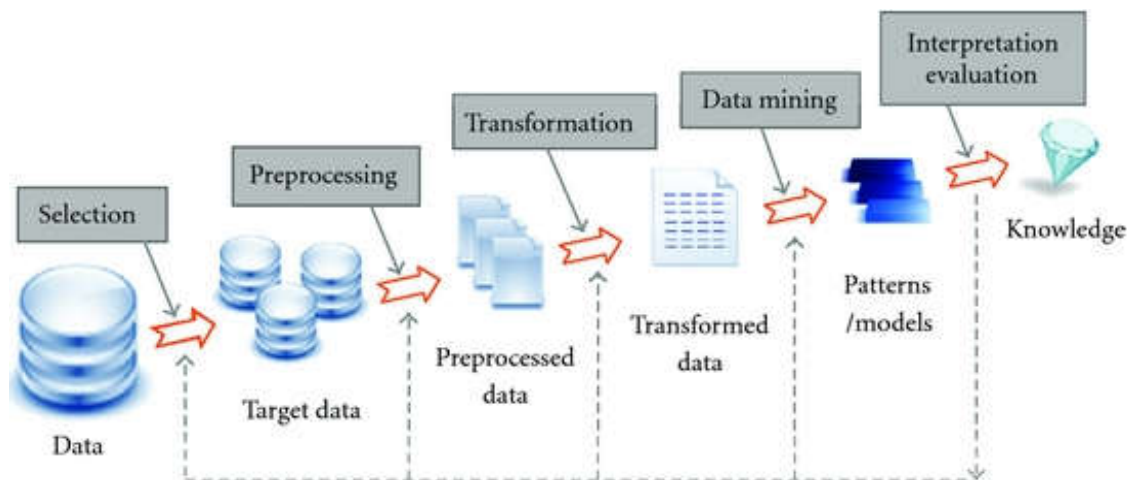 Interpretation
evaluation
Data mining
Transformation
Preprocessing
Selection
Knowledge
Patterns
/models
Transformed
data
Preprocessed
data
Target data
Data